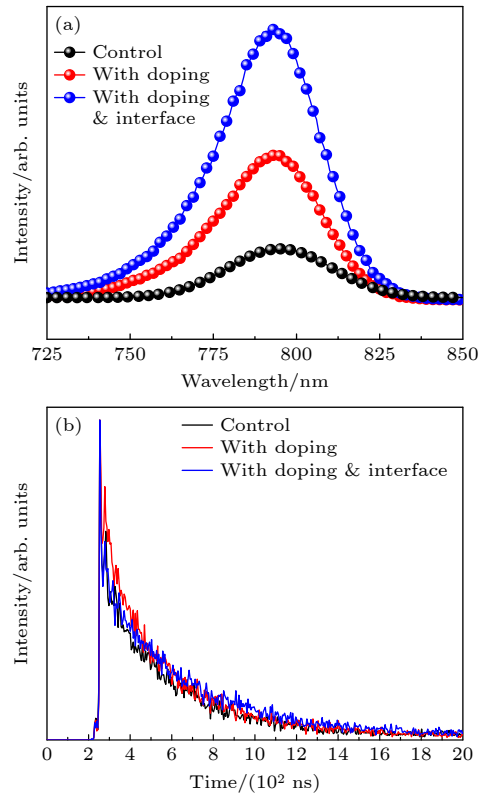 (a)
Control
With doping
With doping
& interface
Intensity/arb. units
725 750 775 800 825 850
Wavelength/nm
(b)
Control
With doping
With doping & interface
Intensity/arb. units
0 2 4 6 8 10 12 14 16 18 20
Time/(10² ns)